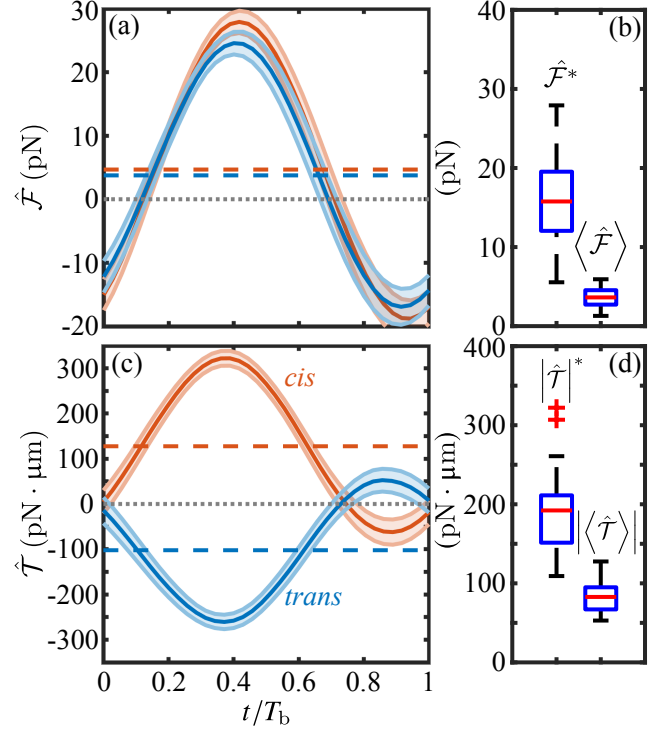 (a)
30
20
10
0
-10
-20
𝓕̂ (pN)
(b)
40
30
20
10
0
(pN)
𝓕̂*
⟨𝓕̂⟩
(c)
300
200
100
0
-100
-200
-300
𝒯̂ (pN · μm)
cis
trans
0
0.2
0.4
0.6
0.8
1
t/T_b
(d)
400
300
200
100
0
(pN · μm)
|𝒯̂|*
|⟨𝒯̂⟩|